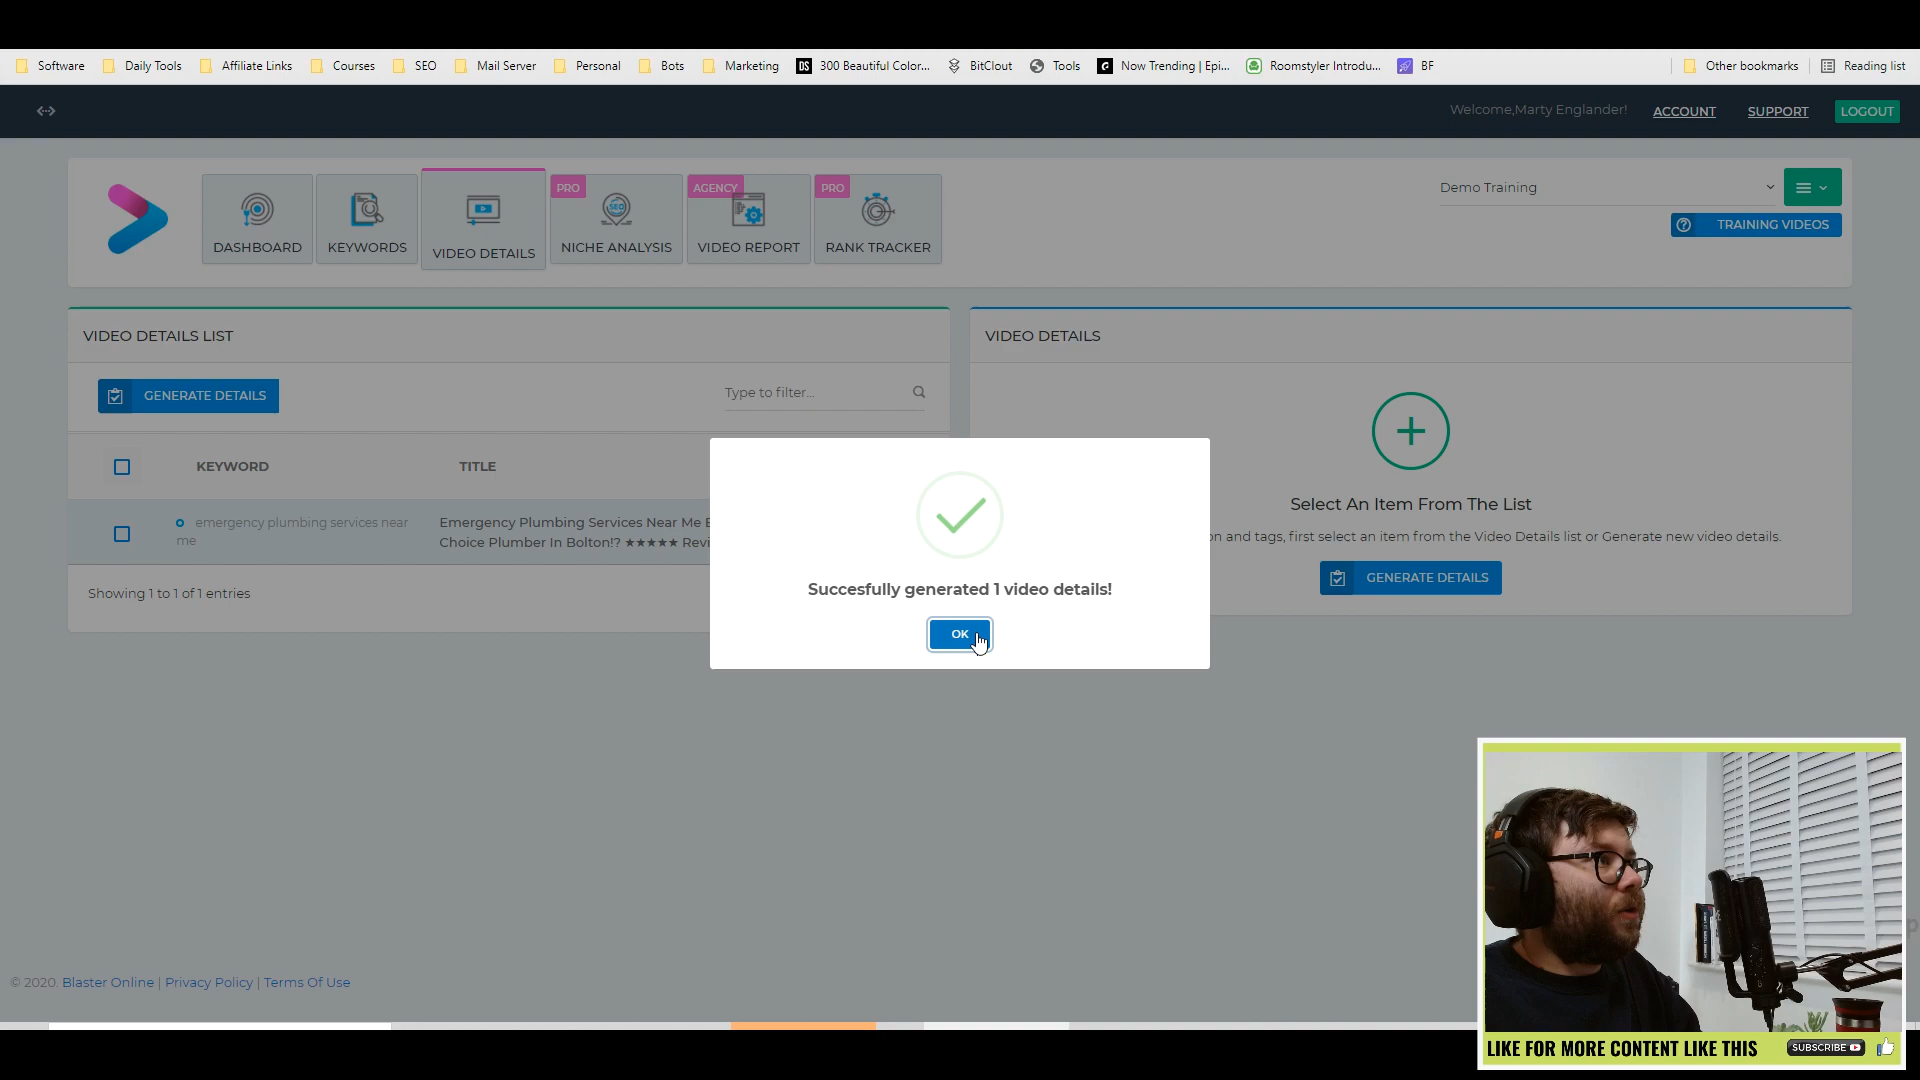 Software Daily Tools Affiliate Links Courses SEO Mail Server Personal Bots Marketing DS 300 Beautiful Color... BitClout Tools Now Trending | Epi... Roomstyler Introdu... BF Other bookmarks Reading list
Welcome,Marty Englander! ACCOUNT SUPPORT LOGOUT
PRO AGENCY PRO
Demo Training
TRAINING VIDEOS
DASHBOARD KEYWORDS VIDEO DETAILS NICHE ANALYSIS VIDEO REPORT RANK TRACKER
SEO
VIDEO DETAILS LIST
GENERATE DETAILS Type to filter...
KEYWORD TITLE
emergency plumbing services near
me
Emergency Plumbing Services Near Me
Choice Plumber In Bolton!? ★★★★★ Revi
Showing 1 to 1 of 1 entries
VIDEO DETAILS
Select An Item From The List
on and tags, first select an item from the Video Details list or Generate new video details.
GENERATE DETAILS
Succesfully generated 1 video details!
OK
© 2020. Blaster Online | Privacy Policy | Terms Of Use
LIKE FOR MORE CONTENT LIKE THIS SUBSCRIBE